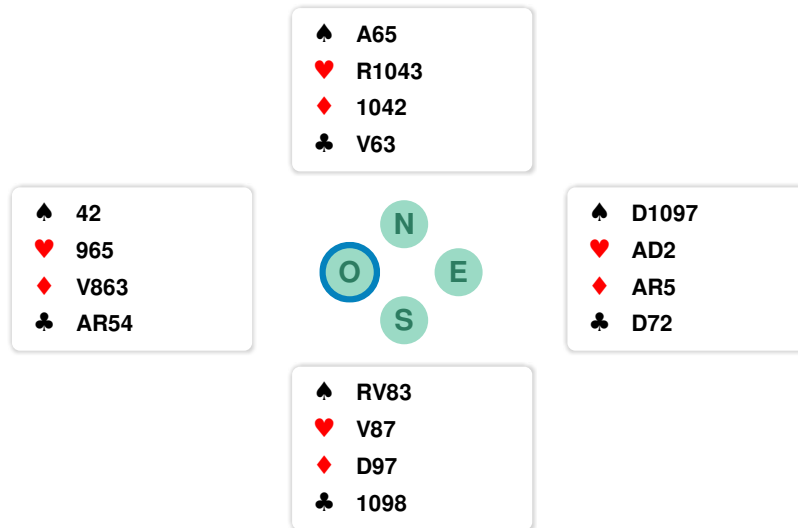 ♠ A65
♥ R1043
♦ 1042
♣ V63
♠ 42
♥ 965
♦ V863
♣ AR54
N
O E
S
♠ D1097
♥ AD2
♦ AR5
♣ D72
♠ RV83
♥ V87
♦ D97
♣ 1098